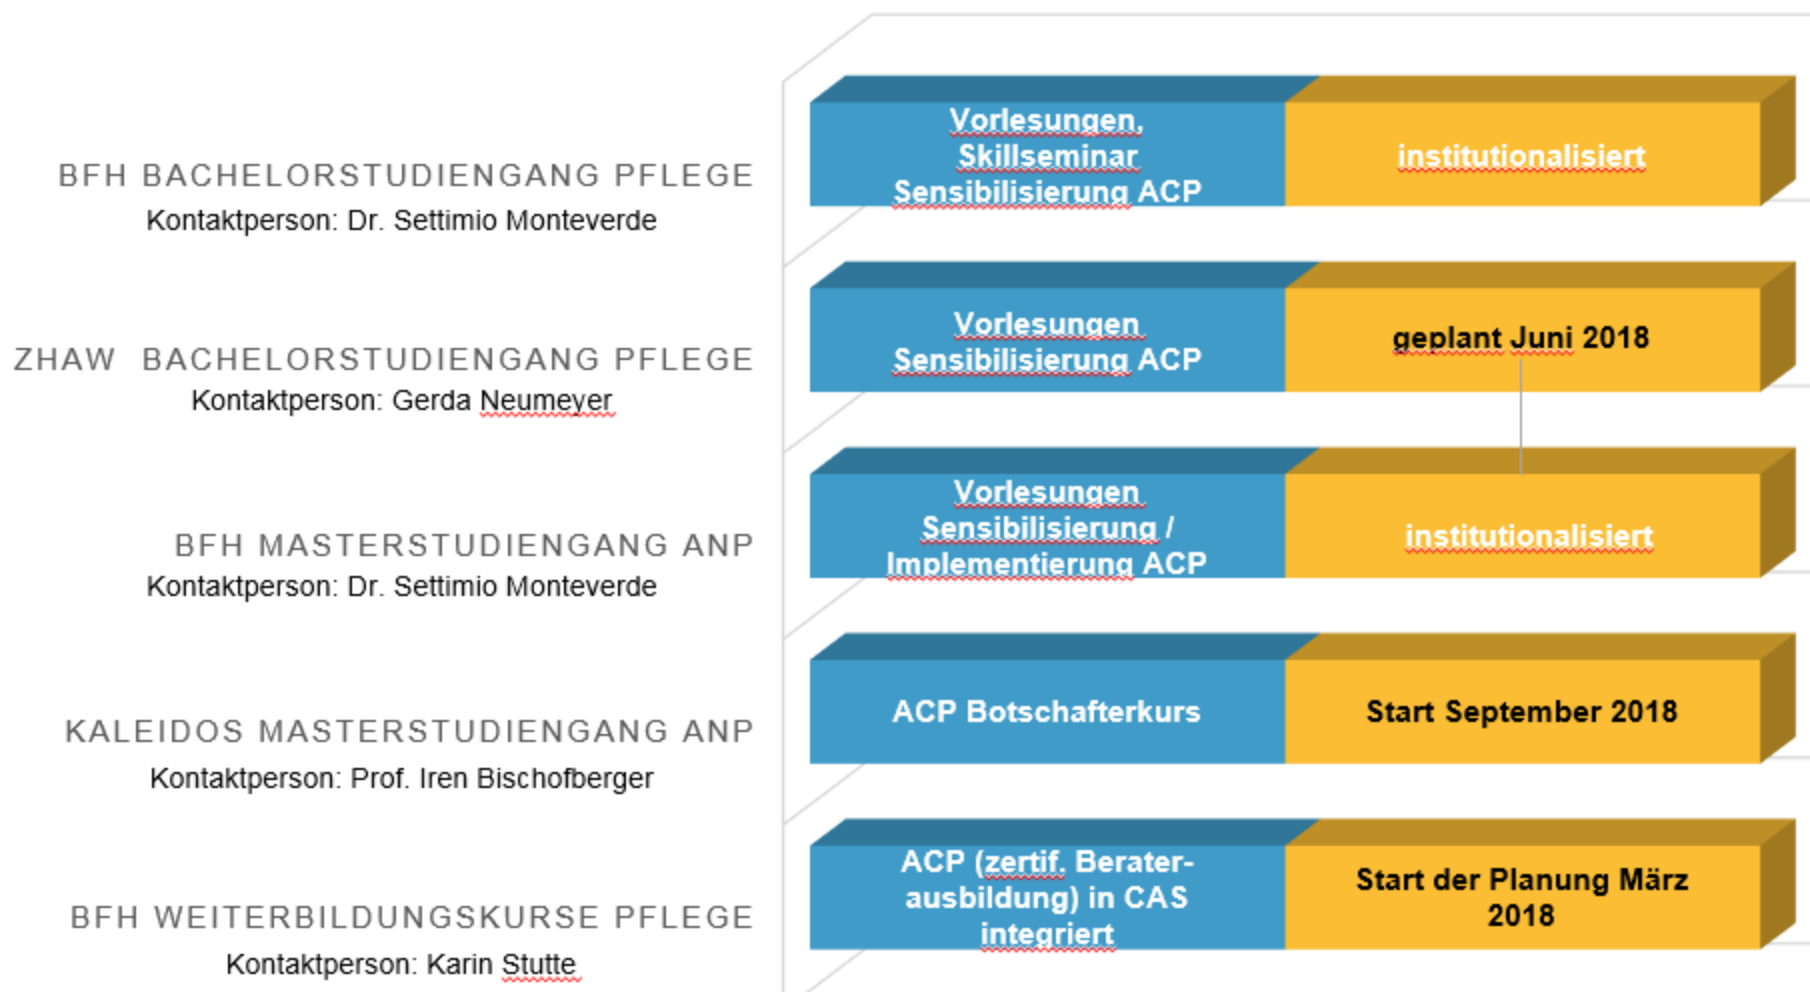 BFH BACHELORSTUDIENGANG PFLEGE
Kontaktperson: Dr. Settimio Monteverde
Vorlesungen,
Skillseminar
Sensibilisierung ACP
institutionalisiert
ZHAW BACHELORSTUDIENGANG PFLEGE
Kontaktperson: Gerda Neumeyer
Vorlesungen
Sensibilisierung ACP
geplant Juni 2018
BFH MASTERSTUDIENGANG ANP
Kontaktperson: Dr. Settimio Monteverde
Vorlesungen
Sensibilisierung /
Implementierung ACP
institutionalisiert
KALEIDOS MASTERSTUDIENGANG ANP
Kontaktperson: Prof. Iren Bischofberger
ACP Botschafterkurs
Start September 2018
BFH WEITERBILDUNGSKURSE PFLEGE
Kontaktperson: Karin Stutte
ACP (zertif. Berater-
ausbildung) in CAS
integriert
Start der Planung März
2018